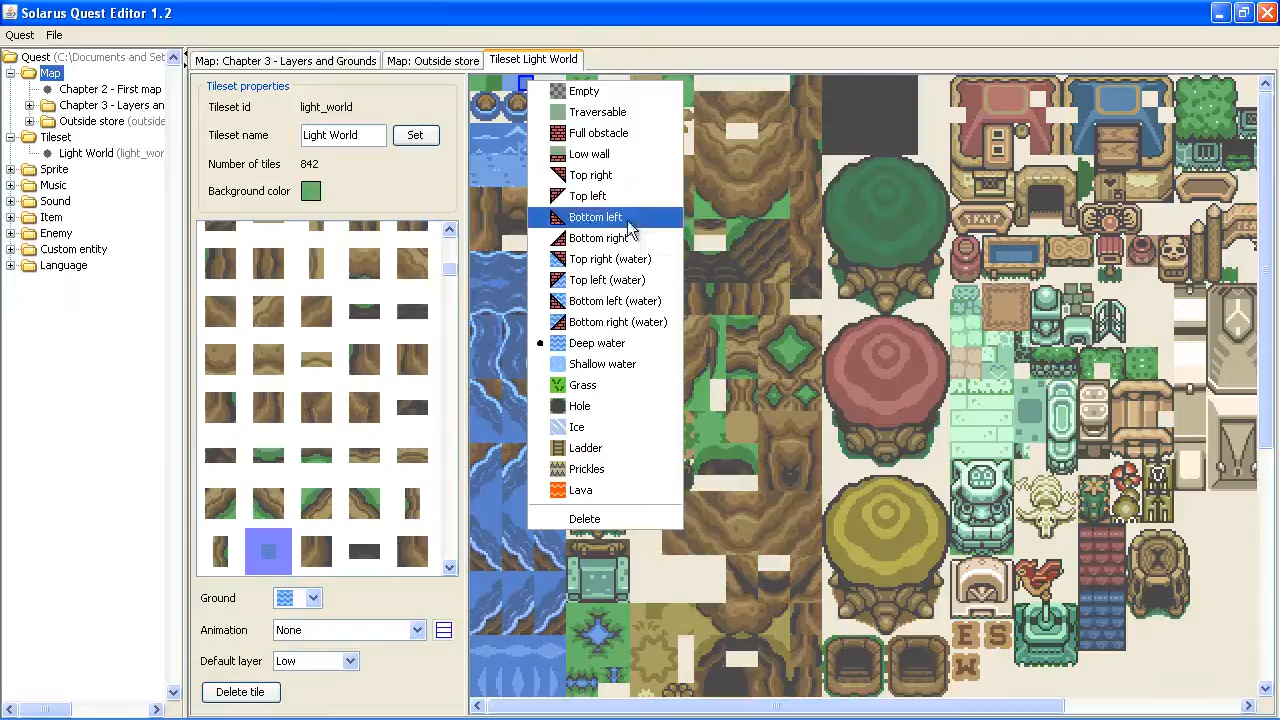 Solarus Quest Editor 1.2
Quest File
Quest (C:\Documents and Set
Map
Chapter 2 - First map
Chapter 3 - Layers an
Outside store (outside
Tileset
Light World (light_wor
Sprite
Music
Sound
Item
Enemy
Custom entity
Language
Map: Chapter 3 - Layers and Grounds
Map: Outside store
Tileset Light World
Tileset properties
Tileset id light_world
Tileset name Light World Set
Number of tiles 842
Background color
Ground
Animation None
Default layer Low
Delete tile
Empty
Traversable
Full obstacle
Low wall
Top right
Top left
Bottom left
Bottom right
Top right (water)
Top left (water)
Bottom left (water)
Bottom right (water)
Deep water
Shallow water
Grass
Hole
Ice
Ladder
Prickles
Lava
Delete
E S
W